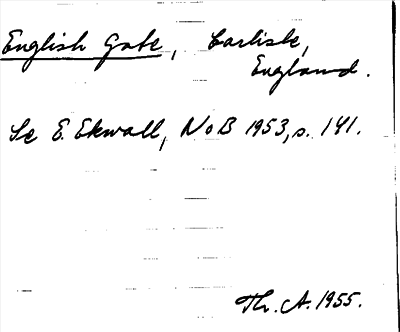 English Gate, Carlisle,
England.
Se E. Ekwall, NoB 1953, s. 141.
Th. A. 1955.